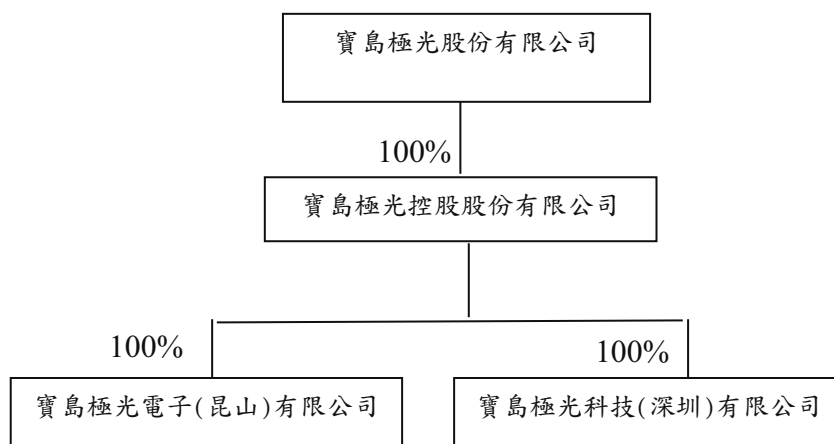 寶島極光股份有限公司
100%
寶島極光控股股份有限公司
100%
100%
寶島極光電子(昆山)有限公司
寶島極光科技(深圳)有限公司